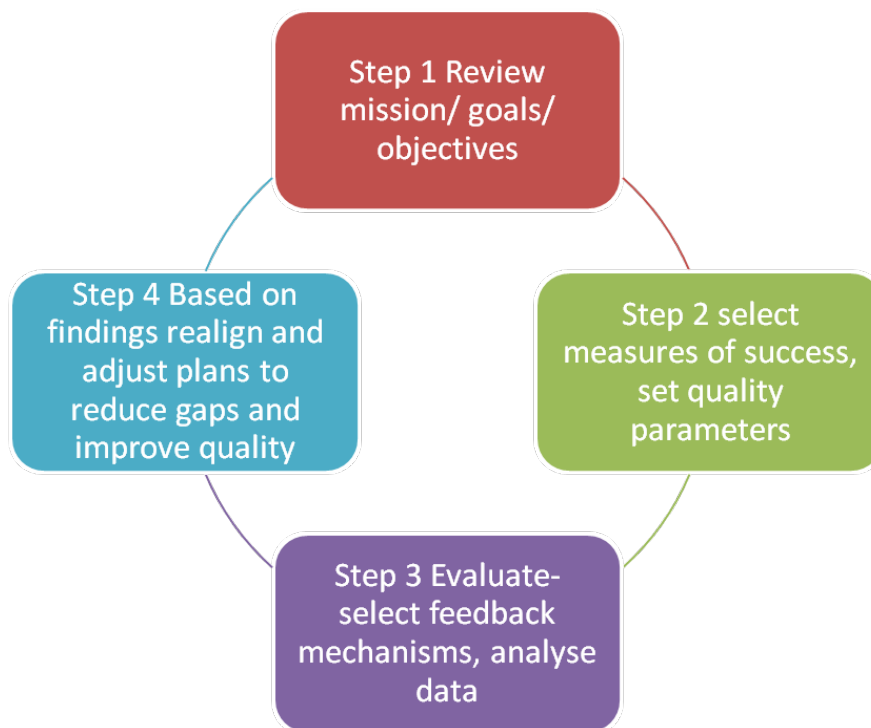 Step 1 Review
mission/ goals/
objectives
Step 2 select
measures of success,
set quality
parameters
Step 3 Evaluate-
select feedback
mechanisms, analyse
data
Step 4 Based on
findings realign and
adjust plans to
reduce gaps and
improve quality